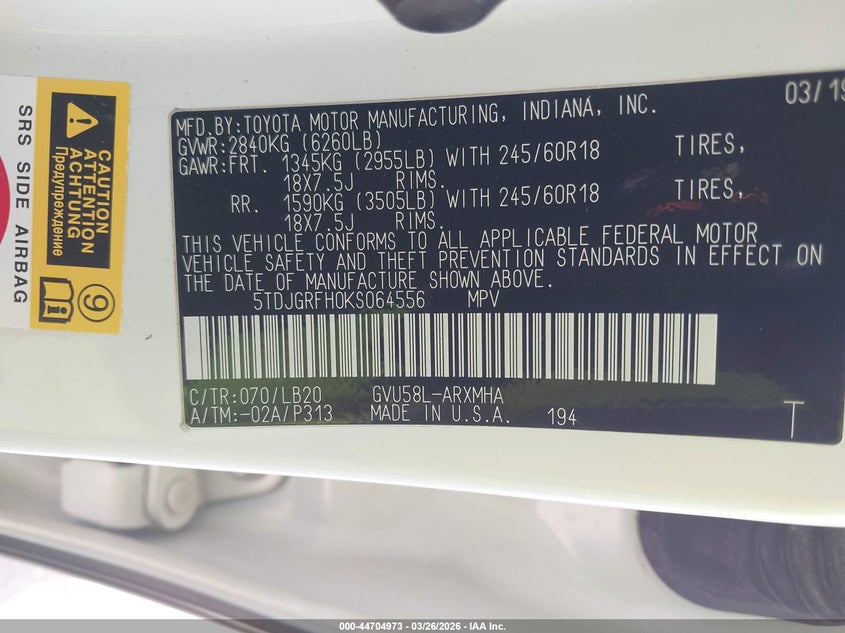 03/19
MFD.BY:TOYOTA MOTOR MANUFACTURING, INDIANA, INC.
GVWR:2840KG (6260LB)
GAWR:FRT. 1345KG (2955LB) WITH 245/60R18 TIRES,
18X7.5J RIMS.
RR. 1590KG (3505LB) WITH 245/60R18 TIRES,
18X7.5J RIMS.
THIS VEHICLE CONFORMS TO ALL APPLICABLE FEDERAL MOTOR
VEHICLE SAFETY AND THEFT PREVENTION STANDARDS IN EFFECT ON
THE DATE OF MANUFACTURE SHOWN ABOVE.
5TDJGRFH0KS064556 MPV
C/TR:070/LB20 GVU58L-ARXMHA
A/TM:-02A/P313 MADE IN U.S.A. 194
T
CAUTION
ATTENTION
ACHTUNG
Предупреждение
9
SRS SIDE AIRBAG
000-44704973 - 03/26/2026 - IAA Inc.